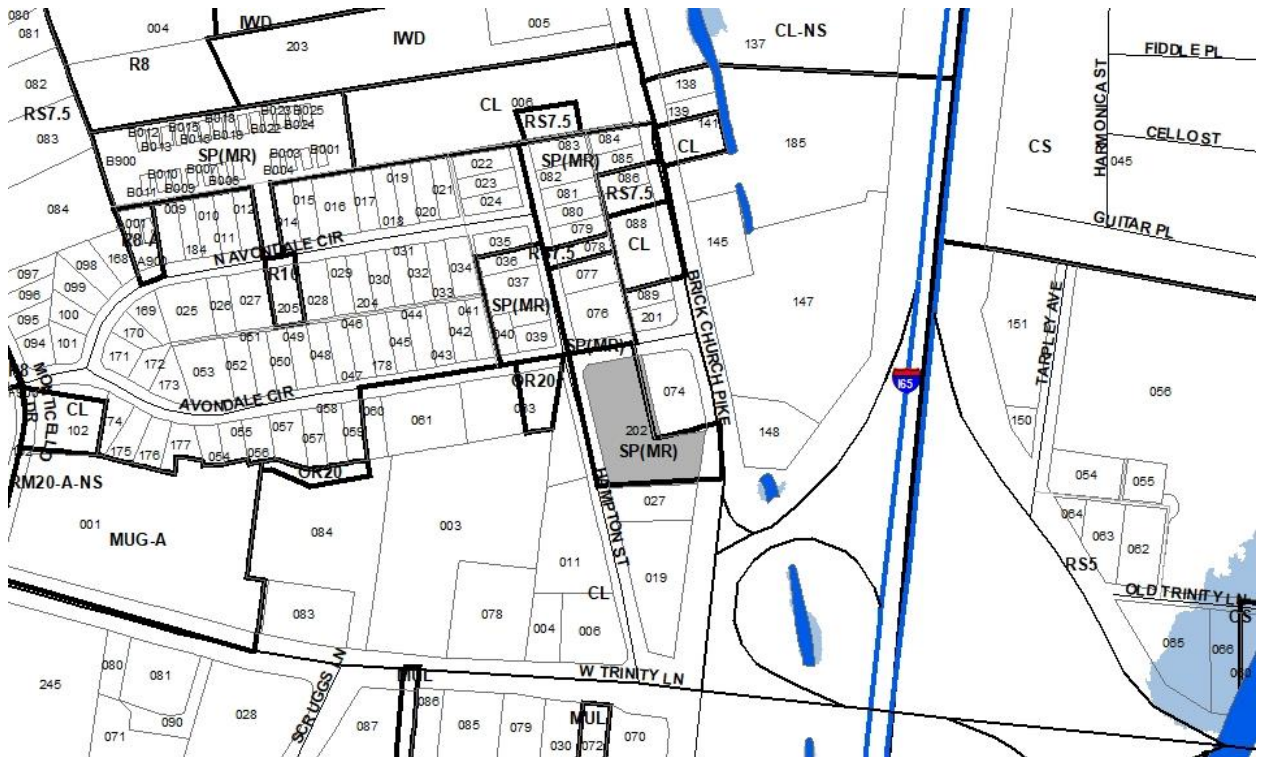 080
004
IWD
005
137
CL-NS
081
203
IWD
R8
FIDDLE PL
082
138
HARMONICA ST
RS7.5
CL
006
139
141
083
B023
B025
B018
B022
B024
B012
B015
B013
B016
B019
RS7.5
CELLO ST
SP(MR)
B003
B001
B004
B900
B010
B007
B011
B009
B006
083
084
SP(MR)
085
CL
185
CS
045
022
082
086
023
081
RS7.5
024
080
088
084
001
009
010
012
014
015
016
017
019
018
020
021
079
R8-A
184
011
A900
N AVONDALE CIR
035
RS7.5
078
CL
145
GUITAR PL
097
098
168
R10
031
036
096
099
029
030
032
034
037
077
BRICK CHURCH PIKE
095
100
169
025
026
027
205
028
204
033
SP(MR)
076
089
201
147
151
TARPLEY AVE
094
101
170
051
049
046
044
041
040
039
171
172
173
053
052
050
048
047
178
045
043
042
SP(MR)
056
I65
MONTICELLO DR
CL
102
AVONDALE CIR
OR20
074
174
175
176
177
054
055
056
057
057
058
059
060
061
202
SP(MR)
148
150
RM20-A-NS
OR20
HAMPTON ST
027
054
055
001
MUG-A
084
003
064
063
062
011
019
RS5
083
078
CL
004
006
OLD TRINITY LN
CS
065
066
W TRINITY LN
080
081
245
SCRUGGS LN
MUL
086
090
028
087
085
079
MUL
070
071
030
072